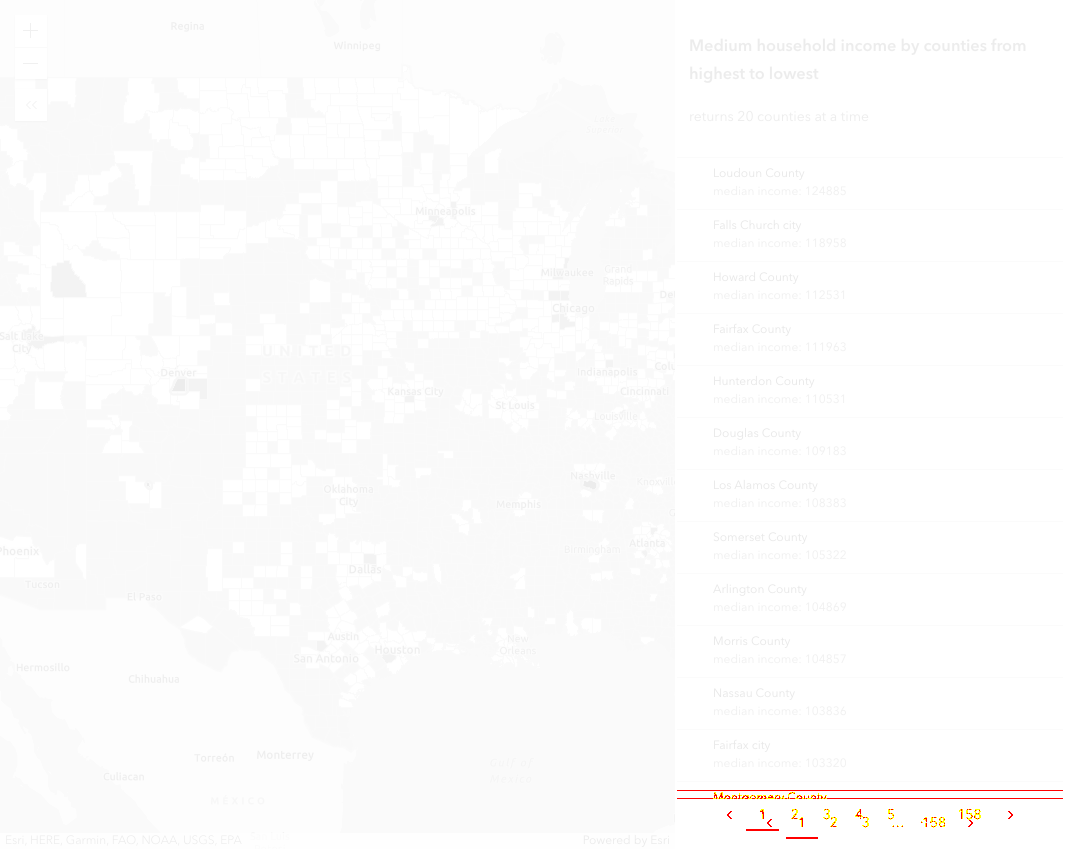 Regina
Winnipeg
Minneapolis
Milwaukee
Grand
Rapids
De
Chicago
Salt Lake
City
UNITED
STATES
Denver
Kansas City
St Louis
Indianapolis
Colu
Cincinnati
Louisville
Oklahoma
City
Nashville
Memphis
Birmingham
Atlanta
Phoenix
Tucson
El Paso
Dallas
Austin
San Antonio
Houston
New
Orleans
Hermosillo
Chihuahua
Torreón
Monterrey
Culiacan
MÉXICO
Gulf of
Mexico
Esri, HERE, Garmin, FAO, NOAA, USGS, EPA
Powered by Esri
Medium household income by counties from
highest to lowest
returns 20 counties at a time
Loudoun County
median income: 124885
Falls Church city
median income: 118958
Howard County
median income: 112531
Fairfax County
median income: 111963
Hunterdon County
median income: 110531
Douglas County
median income: 109183
Los Alamos County
median income: 108383
Somerset County
median income: 105322
Arlington County
median income: 104869
Morris County
median income: 104857
Nassau County
median income: 103836
Fairfax city
median income: 103320
Montgomery County
1 2 3 4 5 158
1 2 3 ... 158